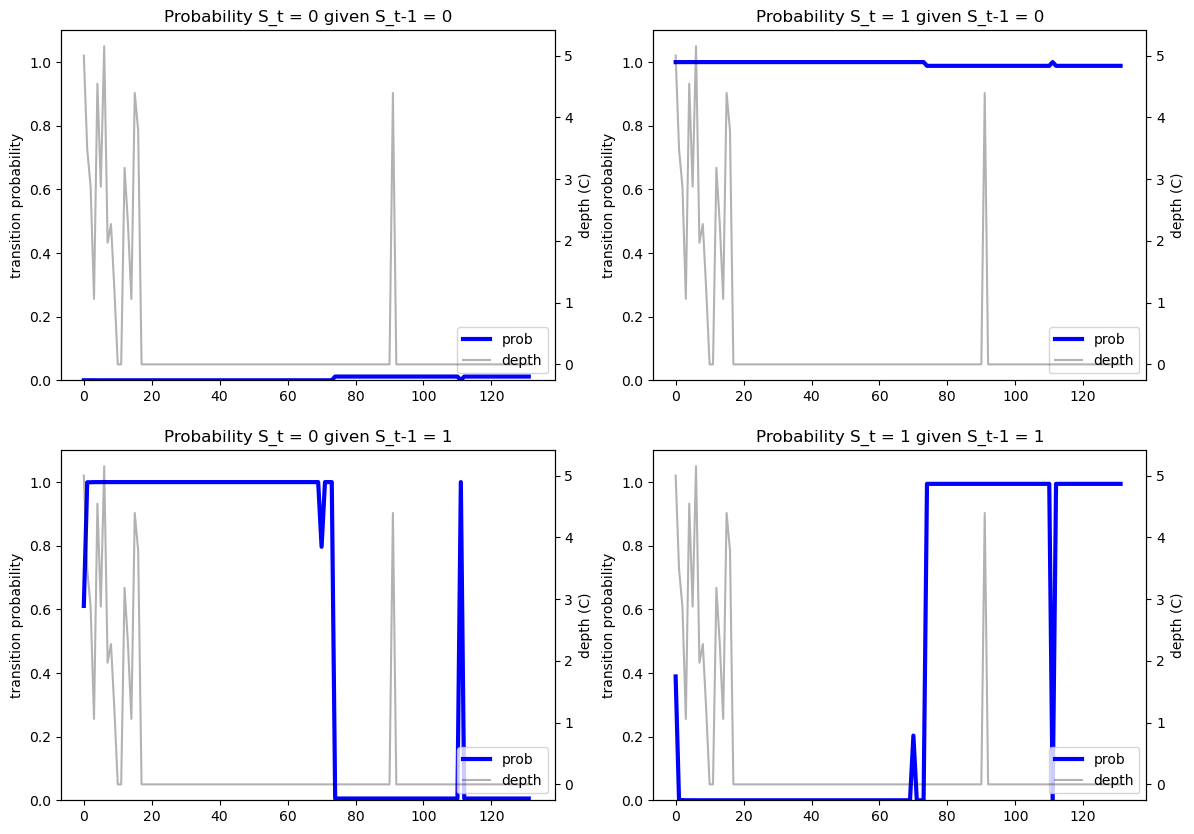 Probability S_t = 0 given S_t-1 = 0
Probability S_t = 1 given S_t-1 = 0
transition probability
1.0
0.8
0.6
0.4
0.2
0.0
5
4
3
2
1
0
depth (C)
prob
depth
0 20 40 60 80 100 120
transition probability
1.0
0.8
0.6
0.4
0.2
0.0
5
4
3
2
1
0
depth (C)
prob
depth
0 20 40 60 80 100 120
Probability S_t = 0 given S_t-1 = 1
Probability S_t = 1 given S_t-1 = 1
transition probability
1.0
0.8
0.6
0.4
0.2
0.0
5
4
3
2
1
0
depth (C)
prob
depth
0 20 40 60 80 100 120
transition probability
1.0
0.8
0.6
0.4
0.2
0.0
5
4
3
2
1
0
depth (C)
prob
depth
0 20 40 60 80 100 120